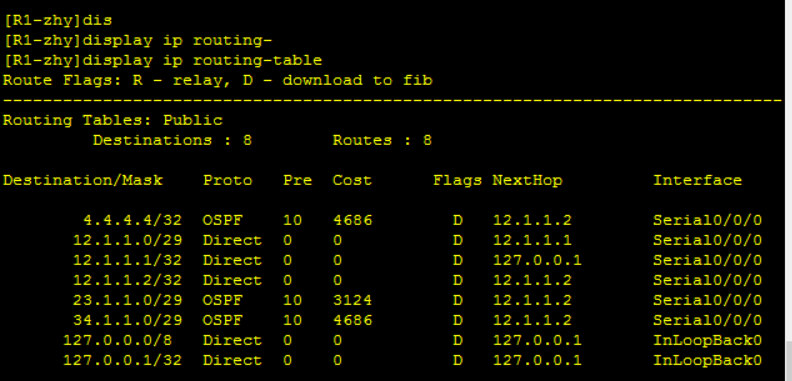 [R1-zhy]dis
[R1-zhy]display ip routing-
[R1-zhy]display ip routing-table
Route Flags: R - relay, D - download to fib
------------------------------------------------------------------------------
Routing Tables: Public
Destinations : 8 Routes : 8
Destination/Mask Proto Pre Cost Flags NextHop Interface
4.4.4.4/32 OSPF 10 4686 D 12.1.1.2 Serial0/0/0
12.1.1.0/29 Direct 0 0 D 12.1.1.1 Serial0/0/0
12.1.1.1/32 Direct 0 0 D 127.0.0.1 Serial0/0/0
12.1.1.2/32 Direct 0 0 D 12.1.1.2 Serial0/0/0
23.1.1.0/29 OSPF 10 3124 D 12.1.1.2 Serial0/0/0
34.1.1.0/29 OSPF 10 4686 D 12.1.1.2 Serial0/0/0
127.0.0.0/8 Direct 0 0 D 127.0.0.1 InLoopBack0
127.0.0.1/32 Direct 0 0 D 127.0.0.1 InLoopBack0